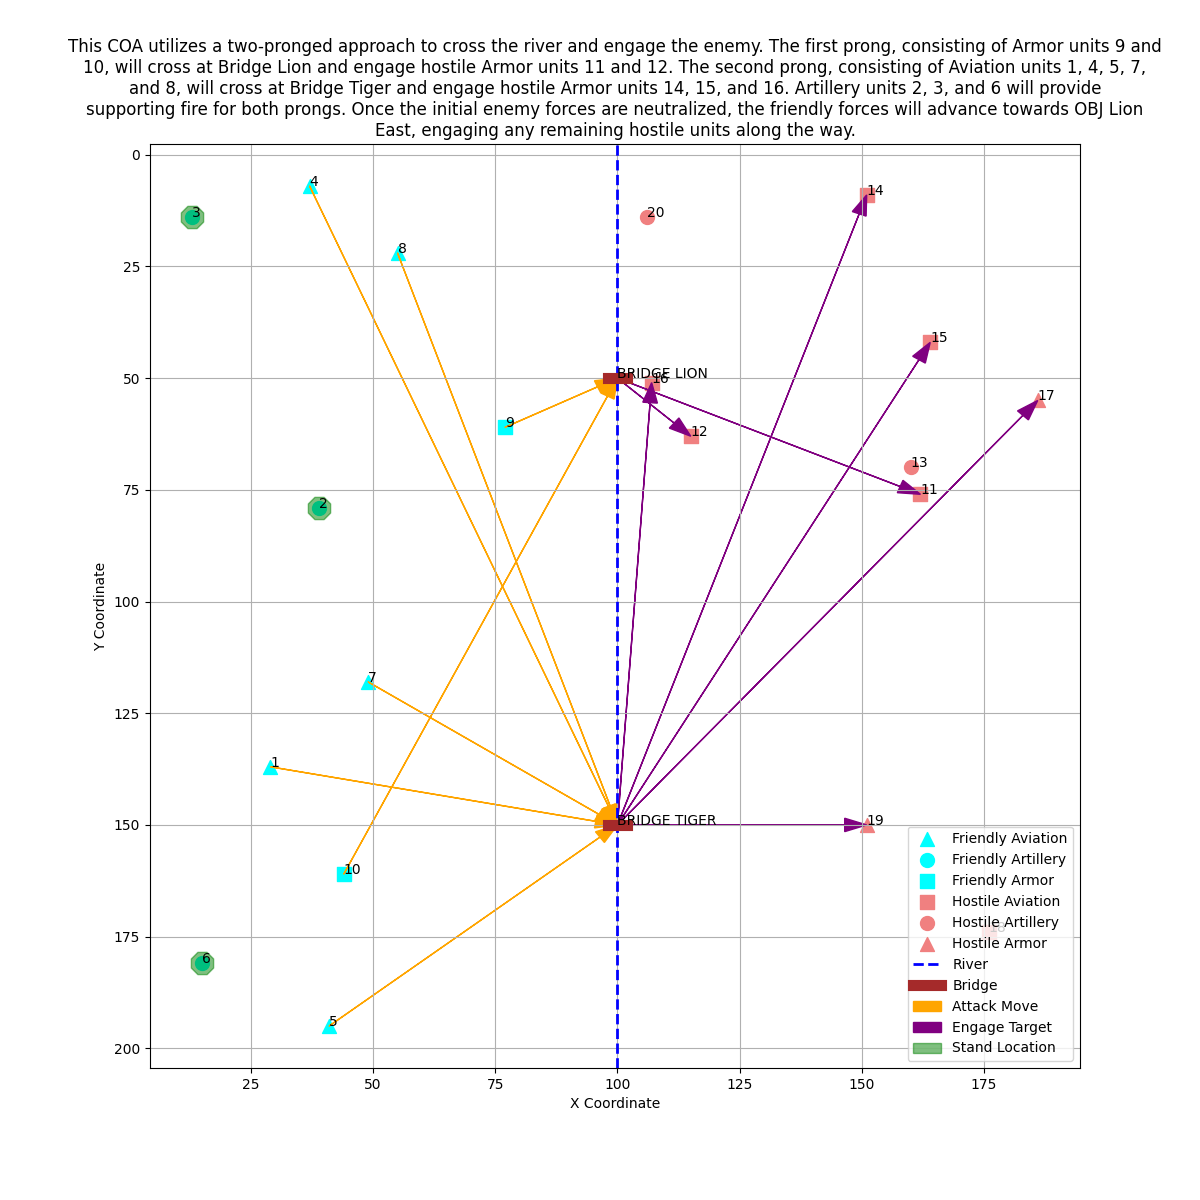 This COA utilizes a two-pronged approach to cross the river and engage the enemy. The first prong, consisting of Armor units 9 and
10, will cross at Bridge Lion and engage hostile Armor units 11 and 12. The second prong, consisting of Aviation units 1, 4, 5, 7,
and 8, will cross at Bridge Tiger and engage hostile Armor units 14, 15, and 16. Artillery units 2, 3, and 6 will provide
supporting fire for both prongs. Once the initial enemy forces are neutralized, the friendly forces will advance towards OBJ Lion
East, engaging any remaining hostile units along the way.
0
4
14
3
20
8
25
15
50
BRIDGE LION
16
17
9
12
13
75
11
2
Y Coordinate
100
7
125
1
150
BRIDGE TIGER
19
10
175
18
6
5
200
Friendly Aviation
Friendly Artillery
Friendly Armor
Hostile Aviation
Hostile Artillery
Hostile Armor
River
Bridge
Attack Move
Engage Target
Stand Location
25 50 75 100 125 150 175
X Coordinate